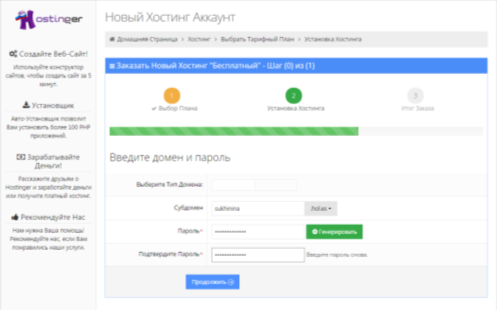 Hostinger
Новый Хостинг Аккаунт
Домашняя Страница > Хостинг > Выбрать Тарифный План > Установка Хостинга
Создайте Веб-Сайт!
Используйте конструктор
сайтов, чтобы создать сайт за 5
минут.
Установщик
Авто-Установщик позволит
Вам установить более 100 PHP
приложений.
Зарабатывайте
Деньги!
Расскажите друзьям о
Hostinger и заработайте деньги
или получите платный хостинг.
Рекомендуйте Нас
Нам нужна Ваша помощь!
Рекомендуйте нас, если Вам
понравились наши услуги.
Заказать Новый Хостинг "Бесплатный" - Шаг (0) из (1)
1
2
3
Выбор Плана
Установка Хостинга
Итог Заказа
Введите домен и пароль
Выберите Тип Домена:
Субдомен
sukhnina
.hol.es
Пароль*
Генерировать
Подтвердите Пароль*
Введите пароль снова.
Продолжить